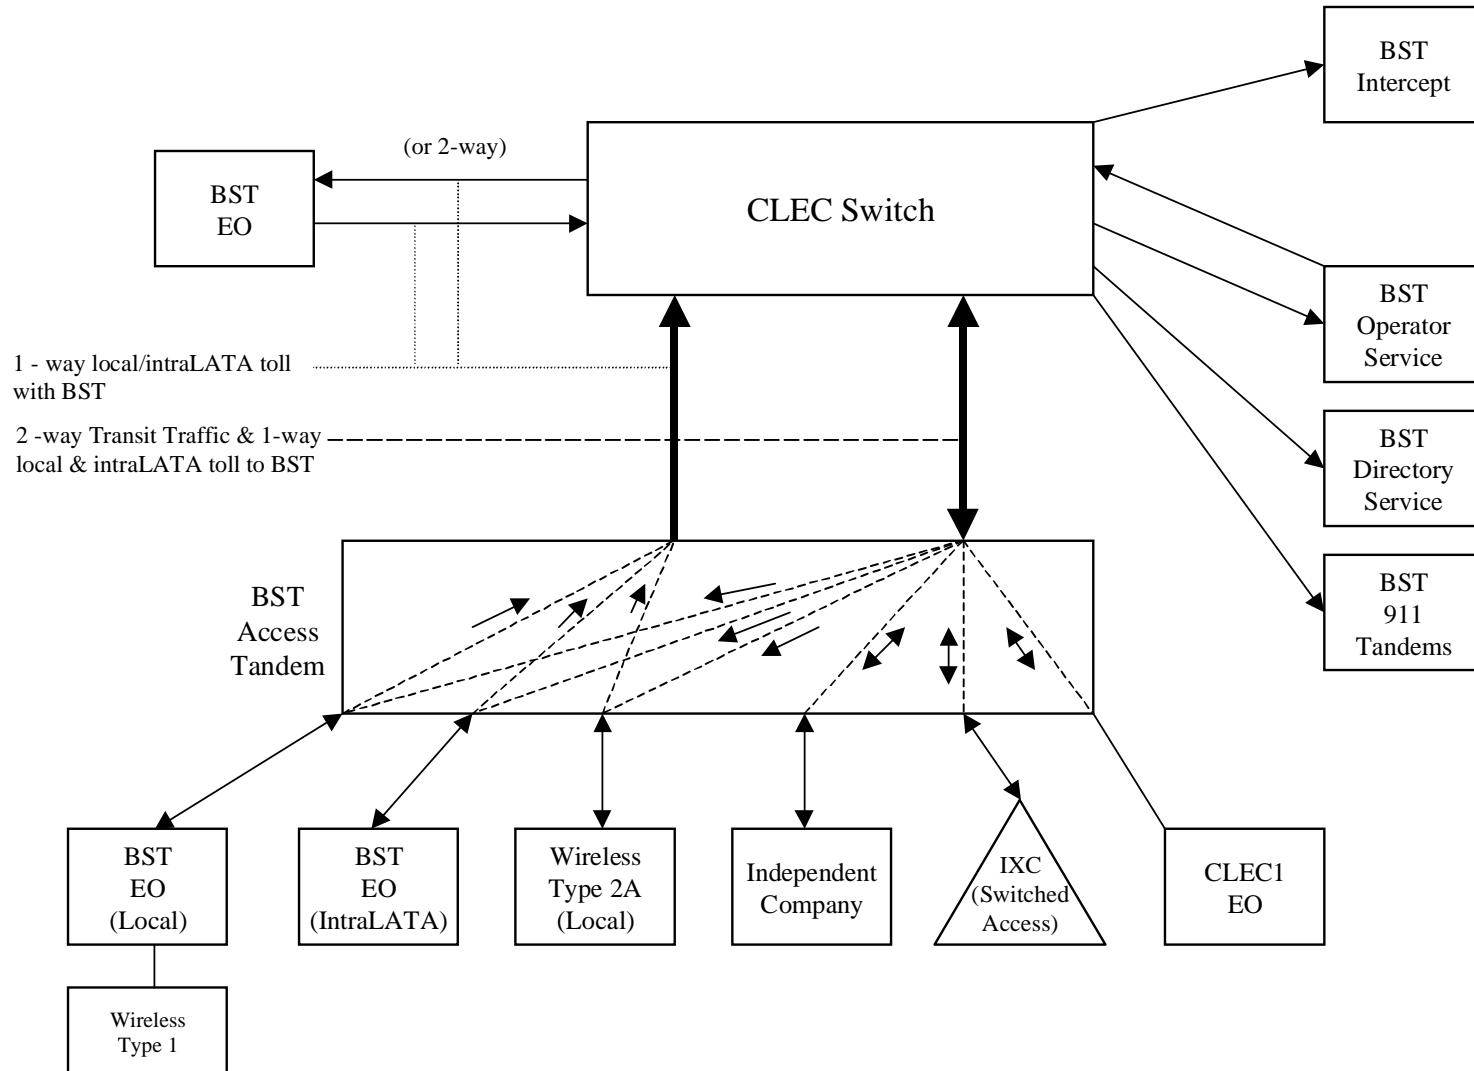 BST
Intercept
(or 2-way)
BST
EO
CLEC Switch
BST
Operator
Service
1 - way local/intraLATA toll
with BST
2 -way Transit Traffic & 1-way
local & intraLATA toll to BST
BST
Directory
Service
BST
911
Tandems
BST
Access
Tandem
BST
EO
(Local)
BST
EO
(IntraLATA)
Wireless
Type 2A
(Local)
Independent
Company
IXC
(Switched
Access)
CLEC1
EO
Wireless
Type 1